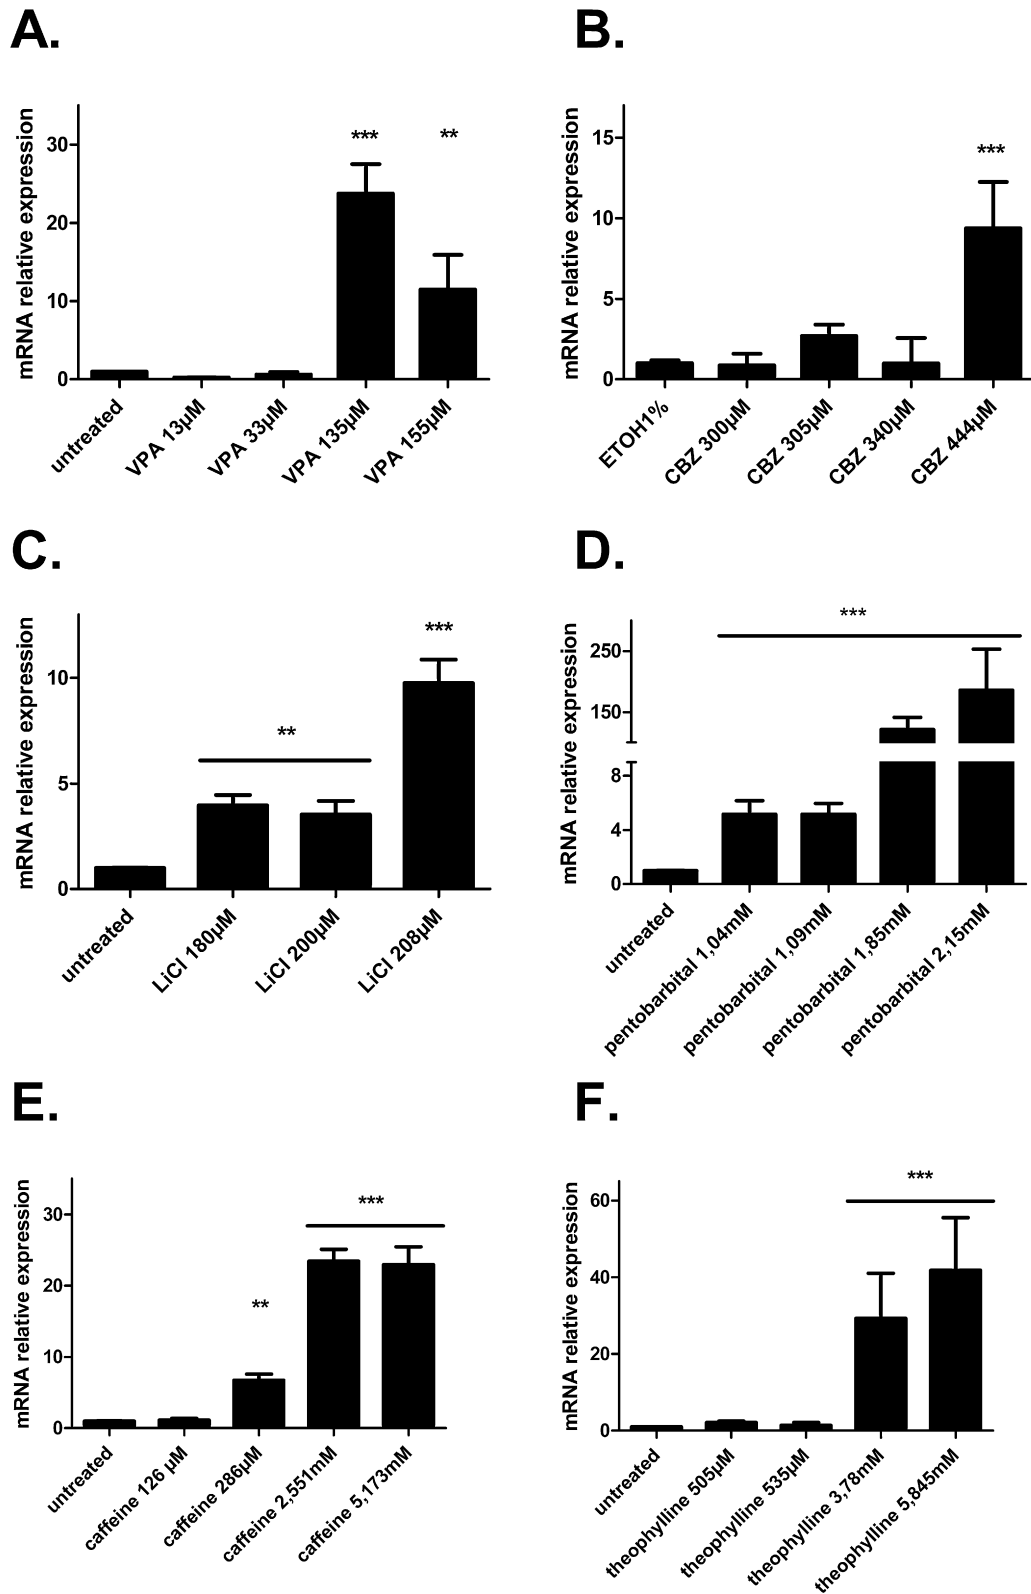 A.
mRNA relative expression
30
20
10
0
***
**
untreated
VPA 13µM
VPA 33µM
VPA 135µM
VPA 155µM
B.
mRNA relative expression
15
10
5
0
***
ETOH1%
CBZ 300µM
CBZ 305µM
CBZ 340µM
CBZ 444µM
C.
mRNA relative expression
10
5
0
**
***
untreated
LiCl 180µM
LiCl 200µM
LiCl 208µM
D.
mRNA relative expression
250
150
8
4
0
***
untreated
pentobarbital 1,04mM
pentobarbital 1,09mM
pentobarbital 1,85mM
pentobarbital 2,15mM
E.
mRNA relative expression
30
20
10
0
**
***
untreated
caffeine 126 µM
caffeine 286µM
caffeine 2,551mM
caffeine 5,173mM
F.
mRNA relative expression
60
40
20
0
***
untreated
theophylline 505µM
theophylline 535µM
theophylline 3,78mM
theophylline 5,845mM